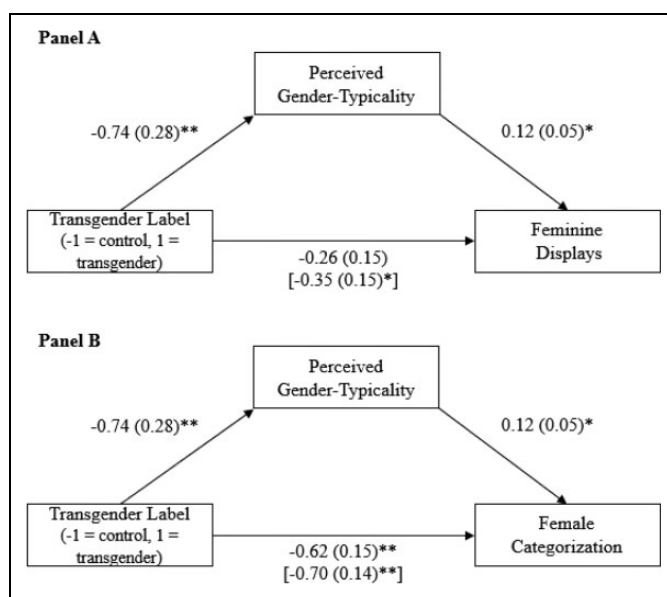 Panel A
Perceived
Gender-Typicality
-0.74 (0.28)**
0.12 (0.05)*
Transgender Label
(-1 = control, 1 =
transgender)
Feminine
Displays
-0.26 (0.15)
[-0.35 (0.15)*]
Panel B
Perceived
Gender-Typicality
-0.74 (0.28)**
0.12 (0.05)*
Transgender Label
(-1 = control, 1 =
transgender)
Female
Categorization
-0.62 (0.15)**
[-0.70 (0.14)**]